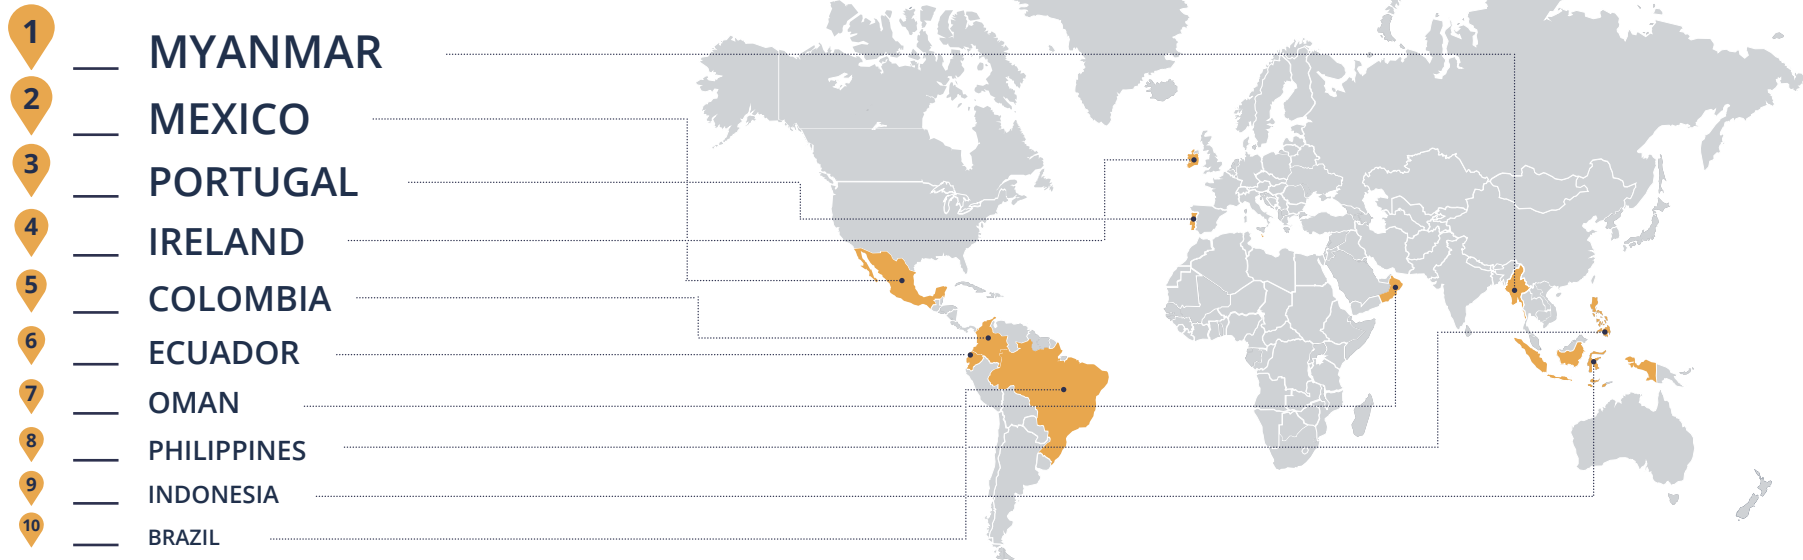 1 MYANMAR
2 MEXICO
3 PORTUGAL
4 IRELAND
5 COLOMBIA
6 ECUADOR
7 OMAN
8 PHILIPPINES
9 INDONESIA
10 BRAZIL